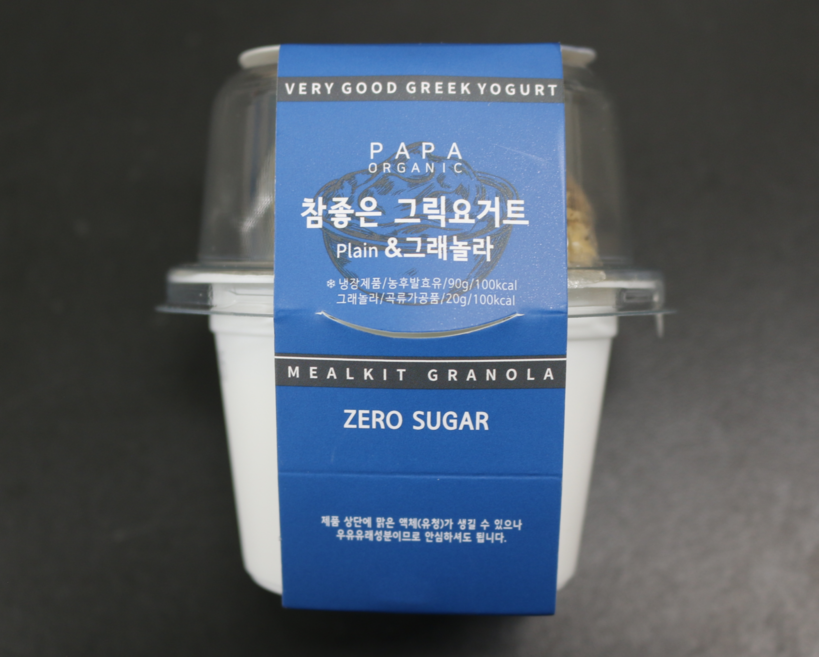 VERY GOOD GREEK YOGURT
PAPA
ORGANIC
참좋은 그릭요거트
Plain &그래놀라
❄냉장제품/농후발효유/90g/100kcal
그래놀라/곡류가공품/20g/100kcal
MEALKIT GRANOLA
ZERO SUGAR
제품 상단에 맑은 액체(유청)가 생길 수 있으나
우유유래성분이므로 안심하셔도 됩니다.